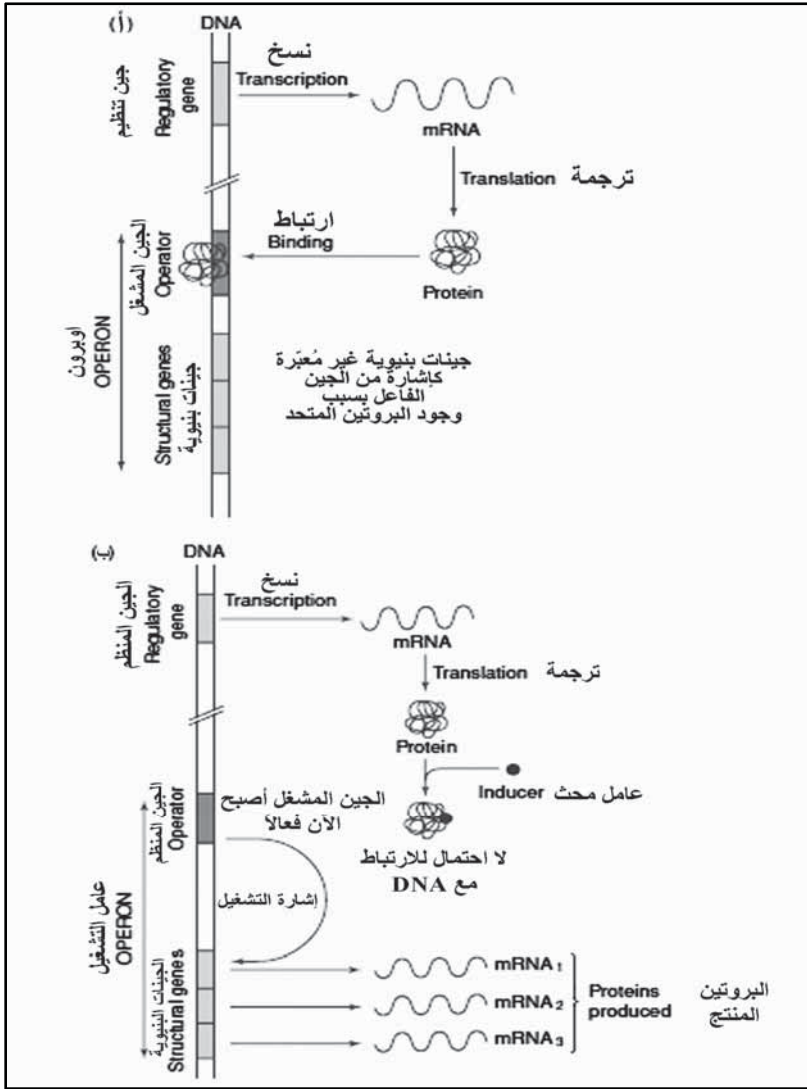 (أ)
DNA
نسخ
Transcription
mRNA
جين تنظيم
Regulatory gene
Translation ترجمة
ارتباط
Binding
Protein
الجين المشغل
Operator
اوبرون
OPERON
Structural genes
جينات بنيوية
جينات بنيوية غير مُعبّرة
كإشارة من الجين
الفاعل بسبب
وجود البروتين المتحد
(ب)
DNA
نسخ
Transcription
mRNA
الجين المنظم
Regulatory
gene
Translation ترجمة
Protein
Inducer عامل محث
الجين المنظم
Operator
الجين المشغل أصبح
الآن فعالاً
لا احتمال للارتباط
مع DNA
إشارة التشغيل
عامل التشغيل
OPERON
الجينات البنيوية
Structural genes
mRNA₁
mRNA₂
mRNA₃
Proteins
produced
البروتين
المنتج